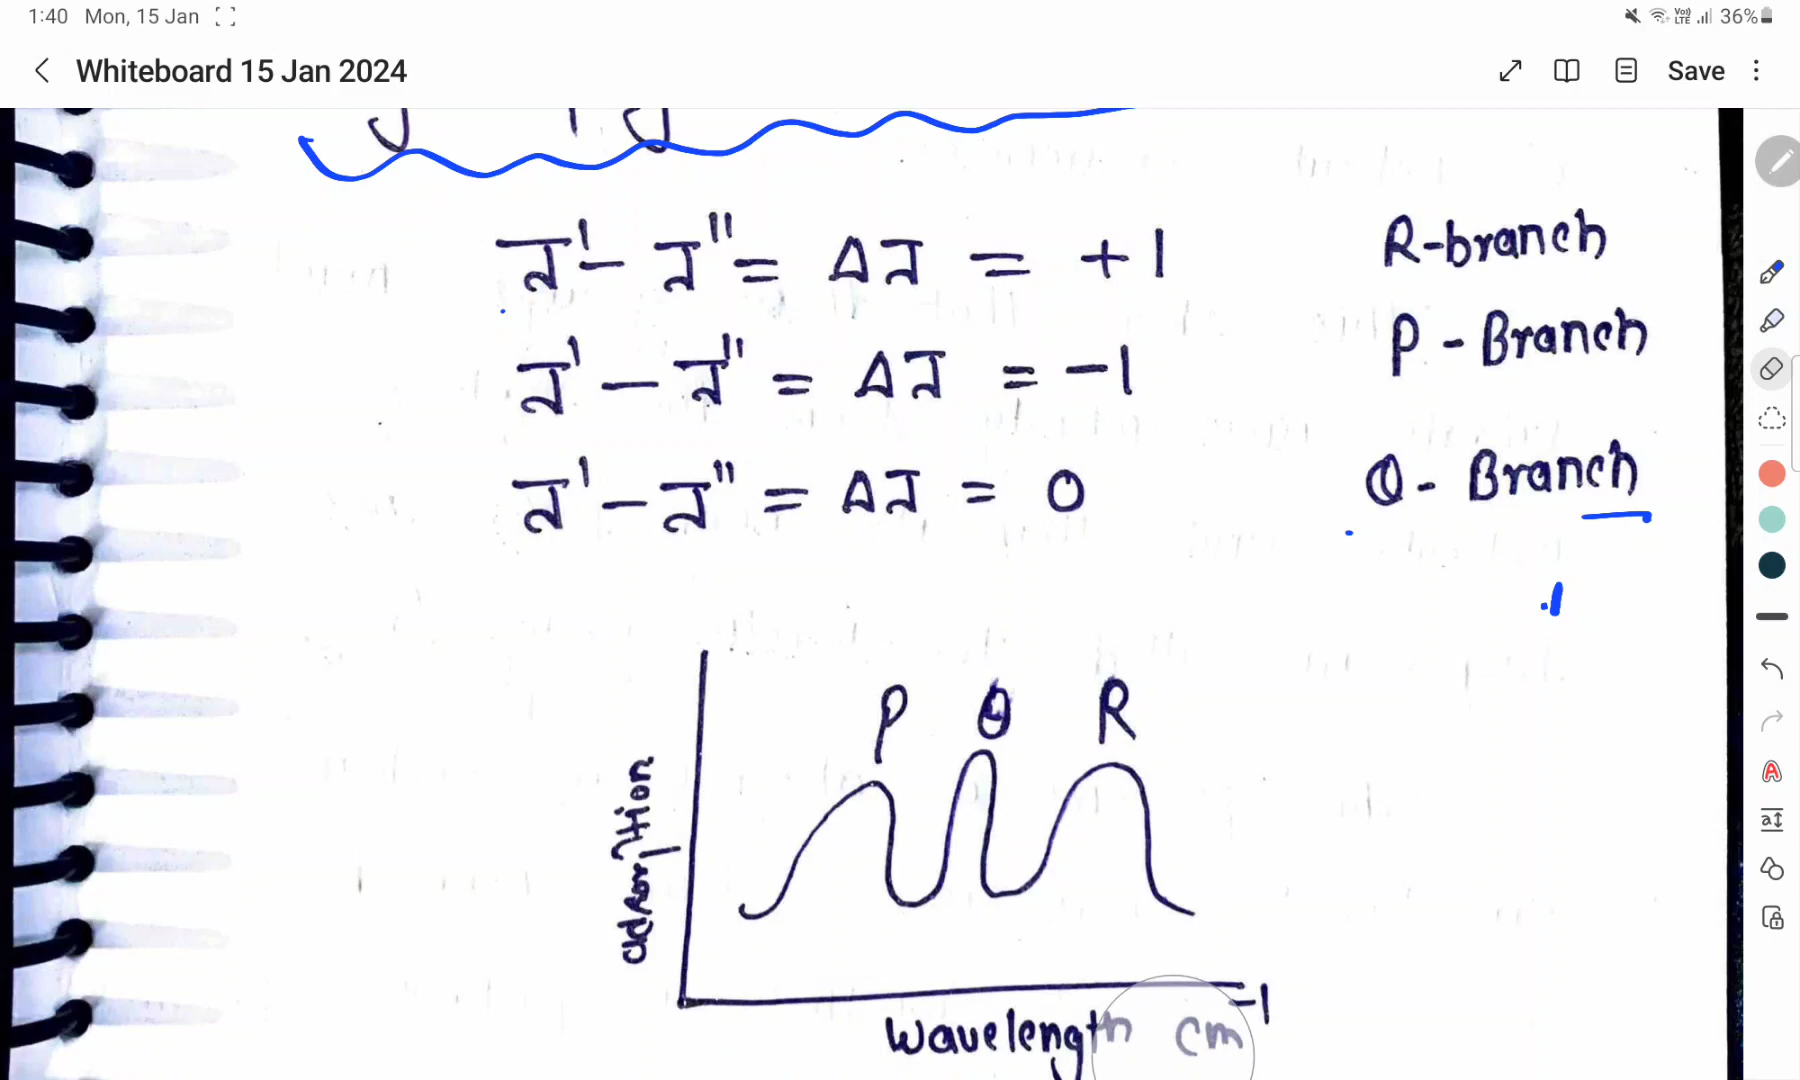 1:40 Mon, 15 Jan 36%
Whiteboard 15 Jan 2024 Save
J' - J'' = ΔJ = +1 R-branch
J' - J'' = ΔJ = -1 P - Branch
J' - J'' = ΔJ = 0 Q - Branch
P Q R
wavelength cm-1